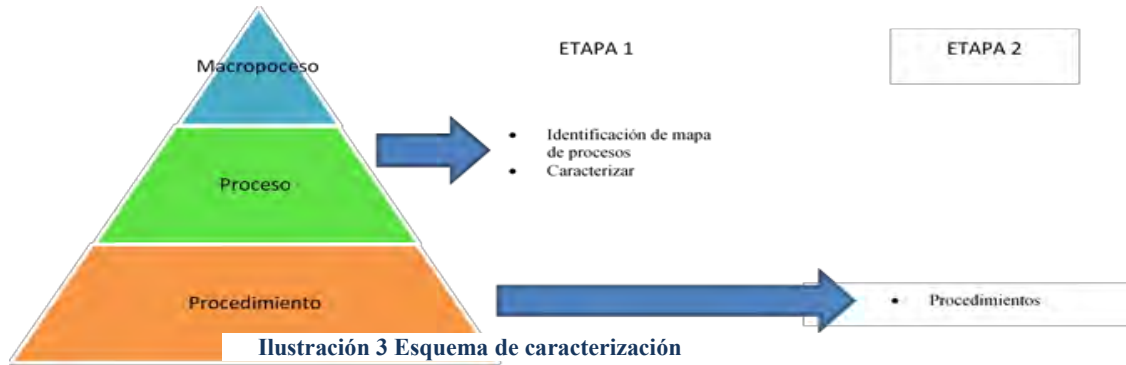 ETAPA 1
ETAPA 2
Macropoceso
• Identificación de mapa
de procesos
• Caracterizar
Proceso
Procedimiento
• Procedimientos
Ilustración 3 Esquema de caracterización